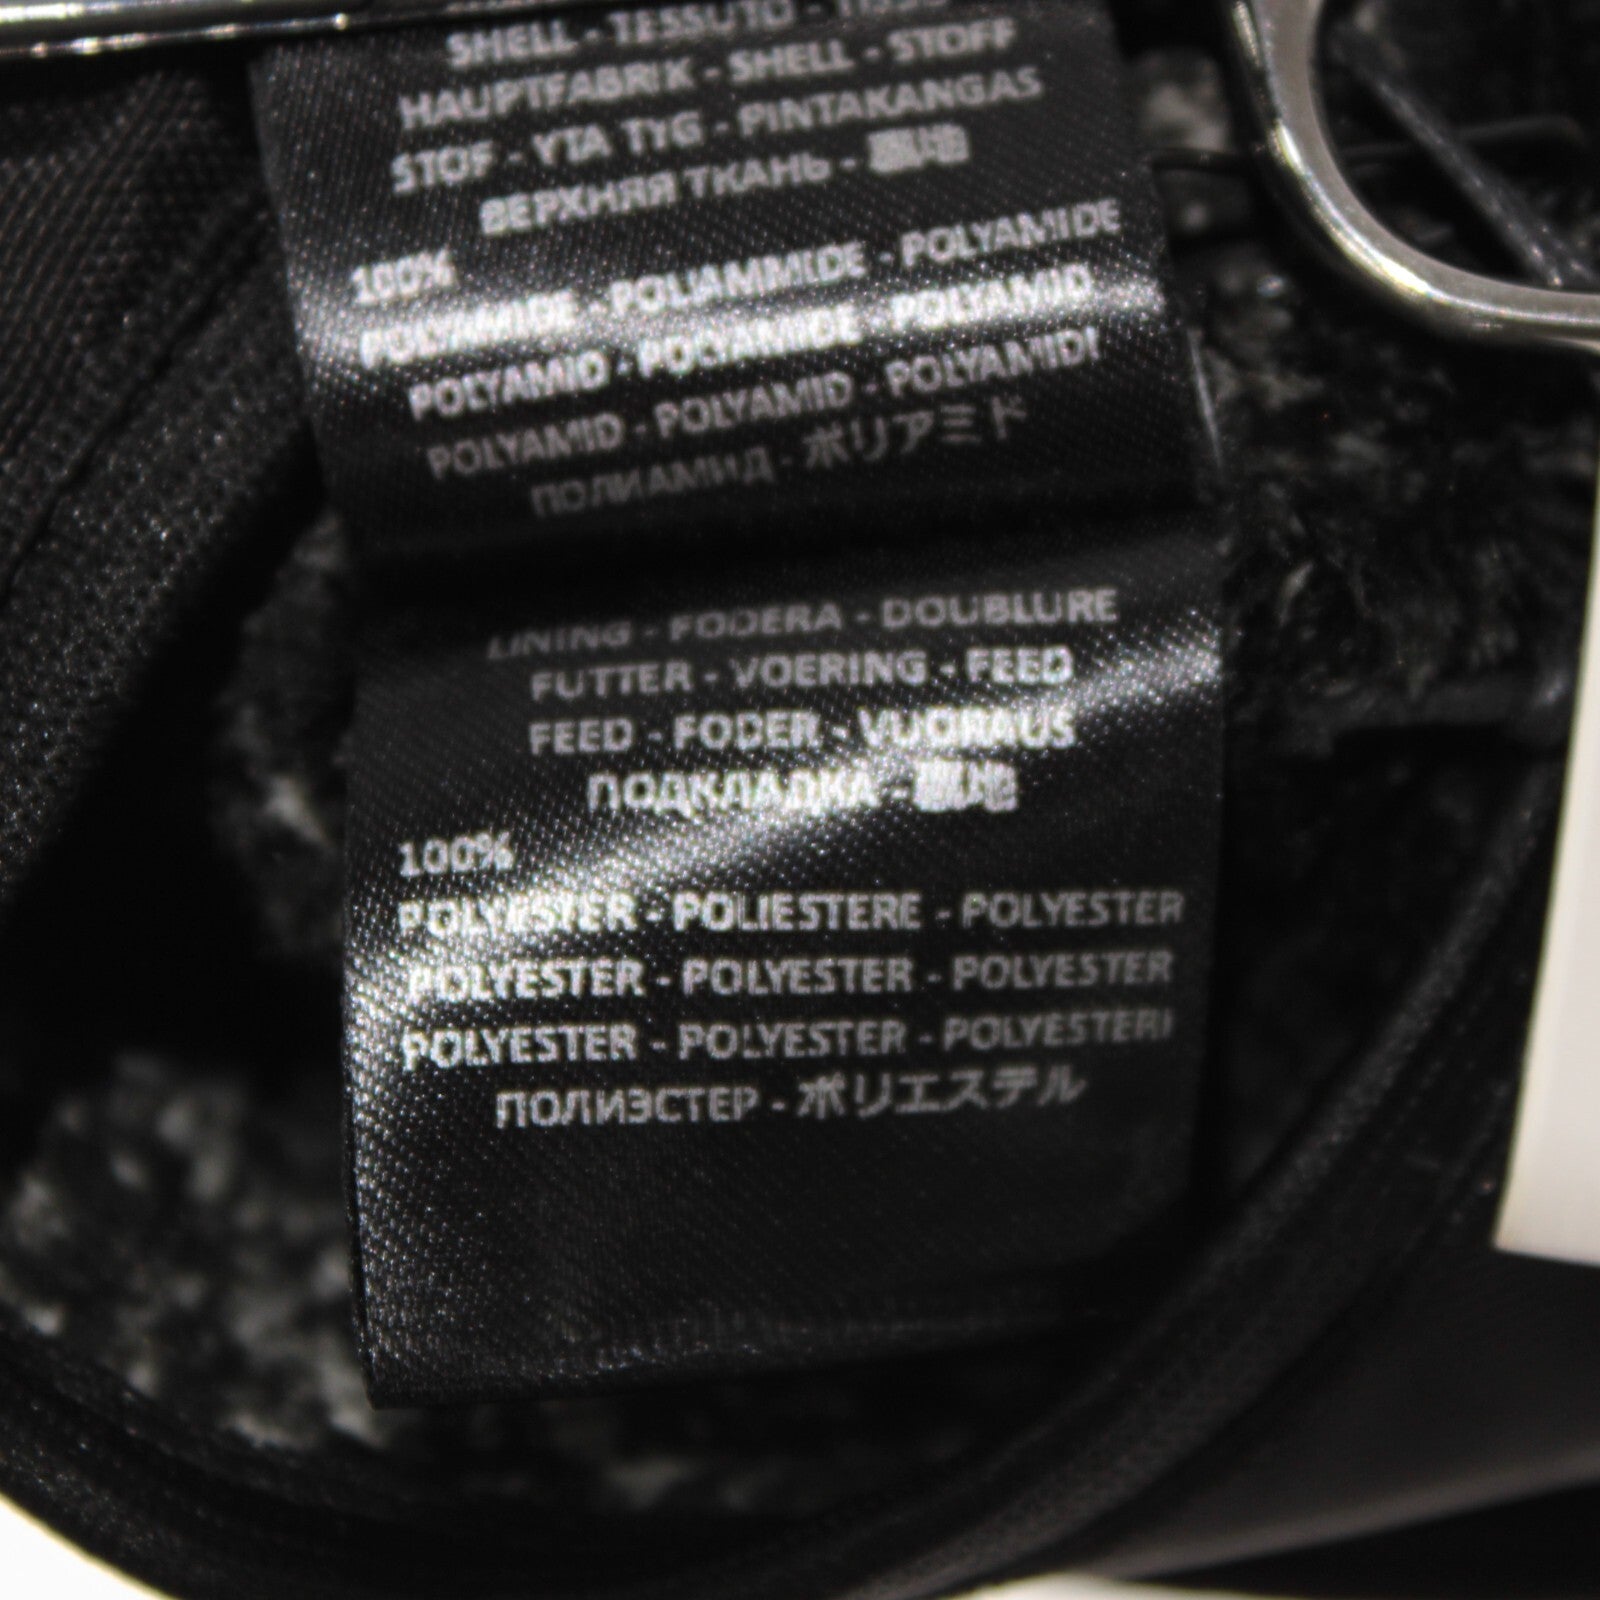 SHELL - TESSUTO - TISSU
HAUPTFABRIK - SHELL - STOFF
STOF - YTA TYG - PINTAKANGAS
ВЕРХНЯЯ ТКАНЬ -
100%
POLYAMIDE - POLIAMMIDE - POLYAMIDE
POLYAMID - POLYAMIDE - POLYAMID
POLYAMID - POLYAMID - POLYAMIDI
ПОЛИАМИД - ポリアミド
LINING - FODERA - DOUBLURE
FUTTER - VOERING - FEED
FEED - FODER - VUORAUS
ПОДКЛАДКА -
100%
POLYESTER - POLIESTERE - POLYESTER
POLYESTER - POLYESTER - POLYESTER
POLYESTER - POLYESTER - POLYESTERI
ПОЛИЭСТЕР - ポリエステル